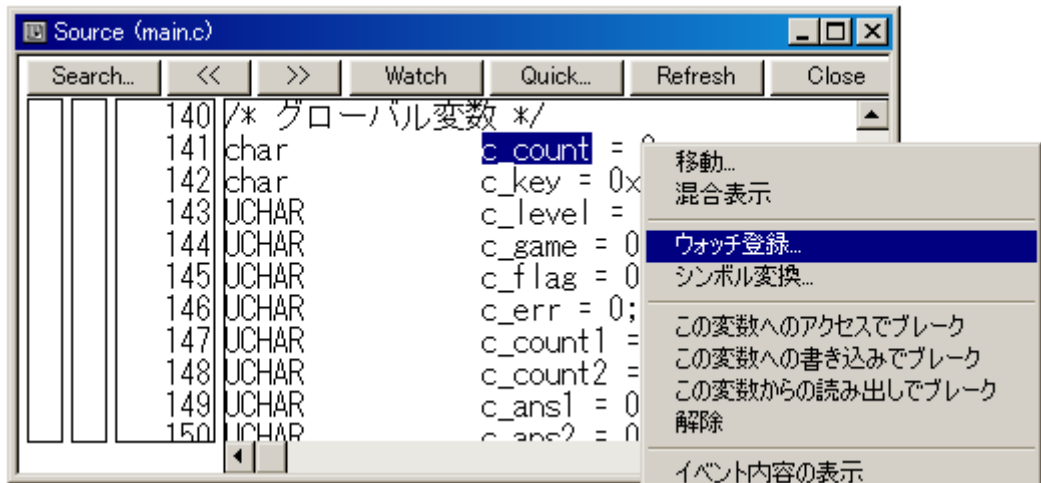 Source (main.c)
Search... << >> Watch Quick... Refresh Close
140 /* グローバル変数 */
141 char c_count =
142 char c_key = 0x
143 UCHAR c_level =
144 UCHAR c_game = 0
145 UCHAR c_flag = 0
146 UCHAR c_err = 0;
147 UCHAR c_count1 =
148 UCHAR c_count2 =
149 UCHAR c_ans1 = 0
150 UCHAR c_ans2 = 0
移動...
混合表示
ウォッチ登録...
シンボル変換...
この変数へのアクセスでブレーク
この変数への書き込みでブレーク
この変数からの読み出しでブレーク
解除
イベント内容の表示